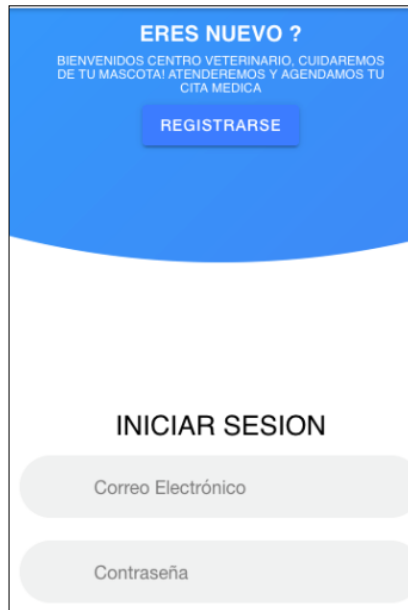 ERES NUEVO ?
BIENVENIDOS CENTRO VETERINARIO, CUIDAREMOS
DE TU MASCOTA! ATENDEREMOS Y AGENDAMOS TU
CITA MEDICA
REGISTRARSE
INICIAR SESION
Correo Electrónico
Contraseña